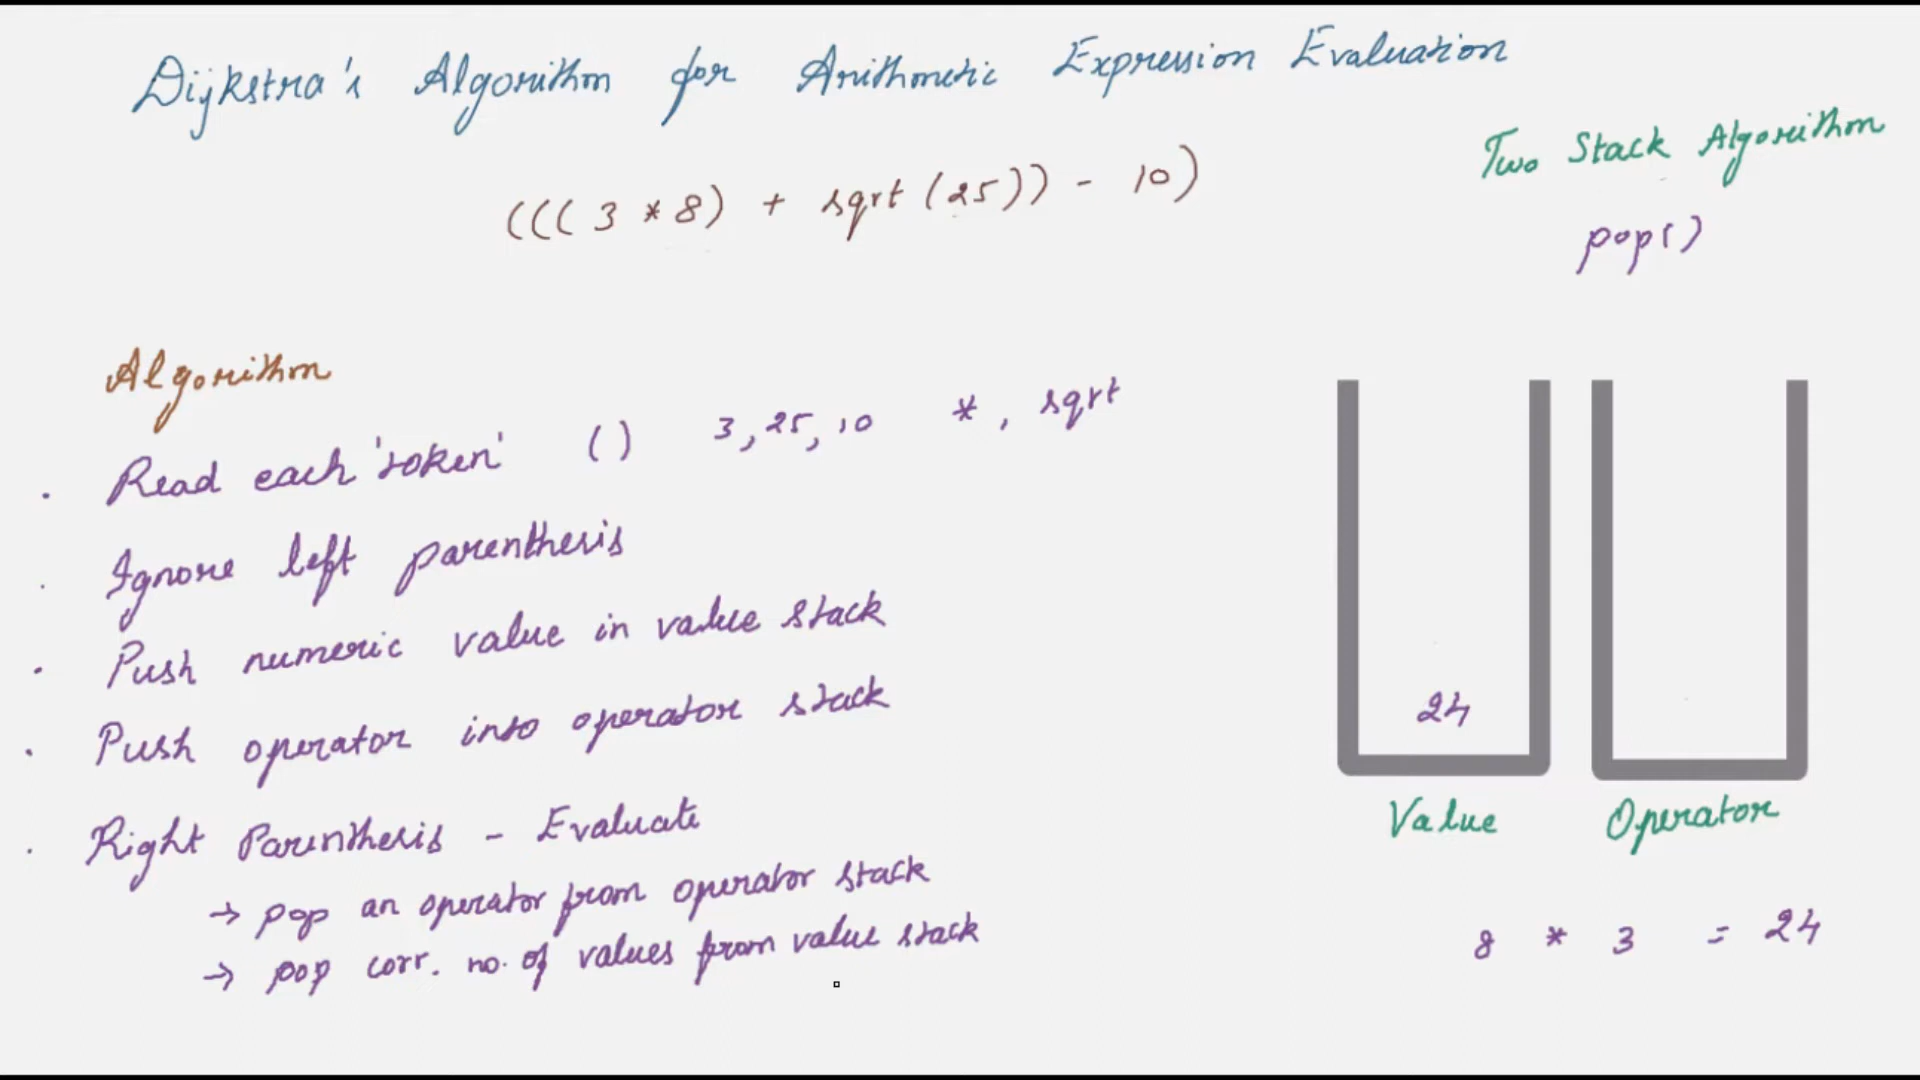 Dijkstra's Algorithm for Arithmetic Expression Evaluation
Two Stack Algorithm
(((3 * 8) + sqrt (25)) - 10)
pop()
Algorithm
. Read each 'token' () 3, 25, 10 *, sqrt
. Ignore left parenthesis
. Push numeric value in value stack
. Push operator into operator stack
24
Value Operator
. Right Parenthesis - Evaluate
→ pop an operator from operator stack
→ pop corr. no. of values from value stack
8 * 3 = 24